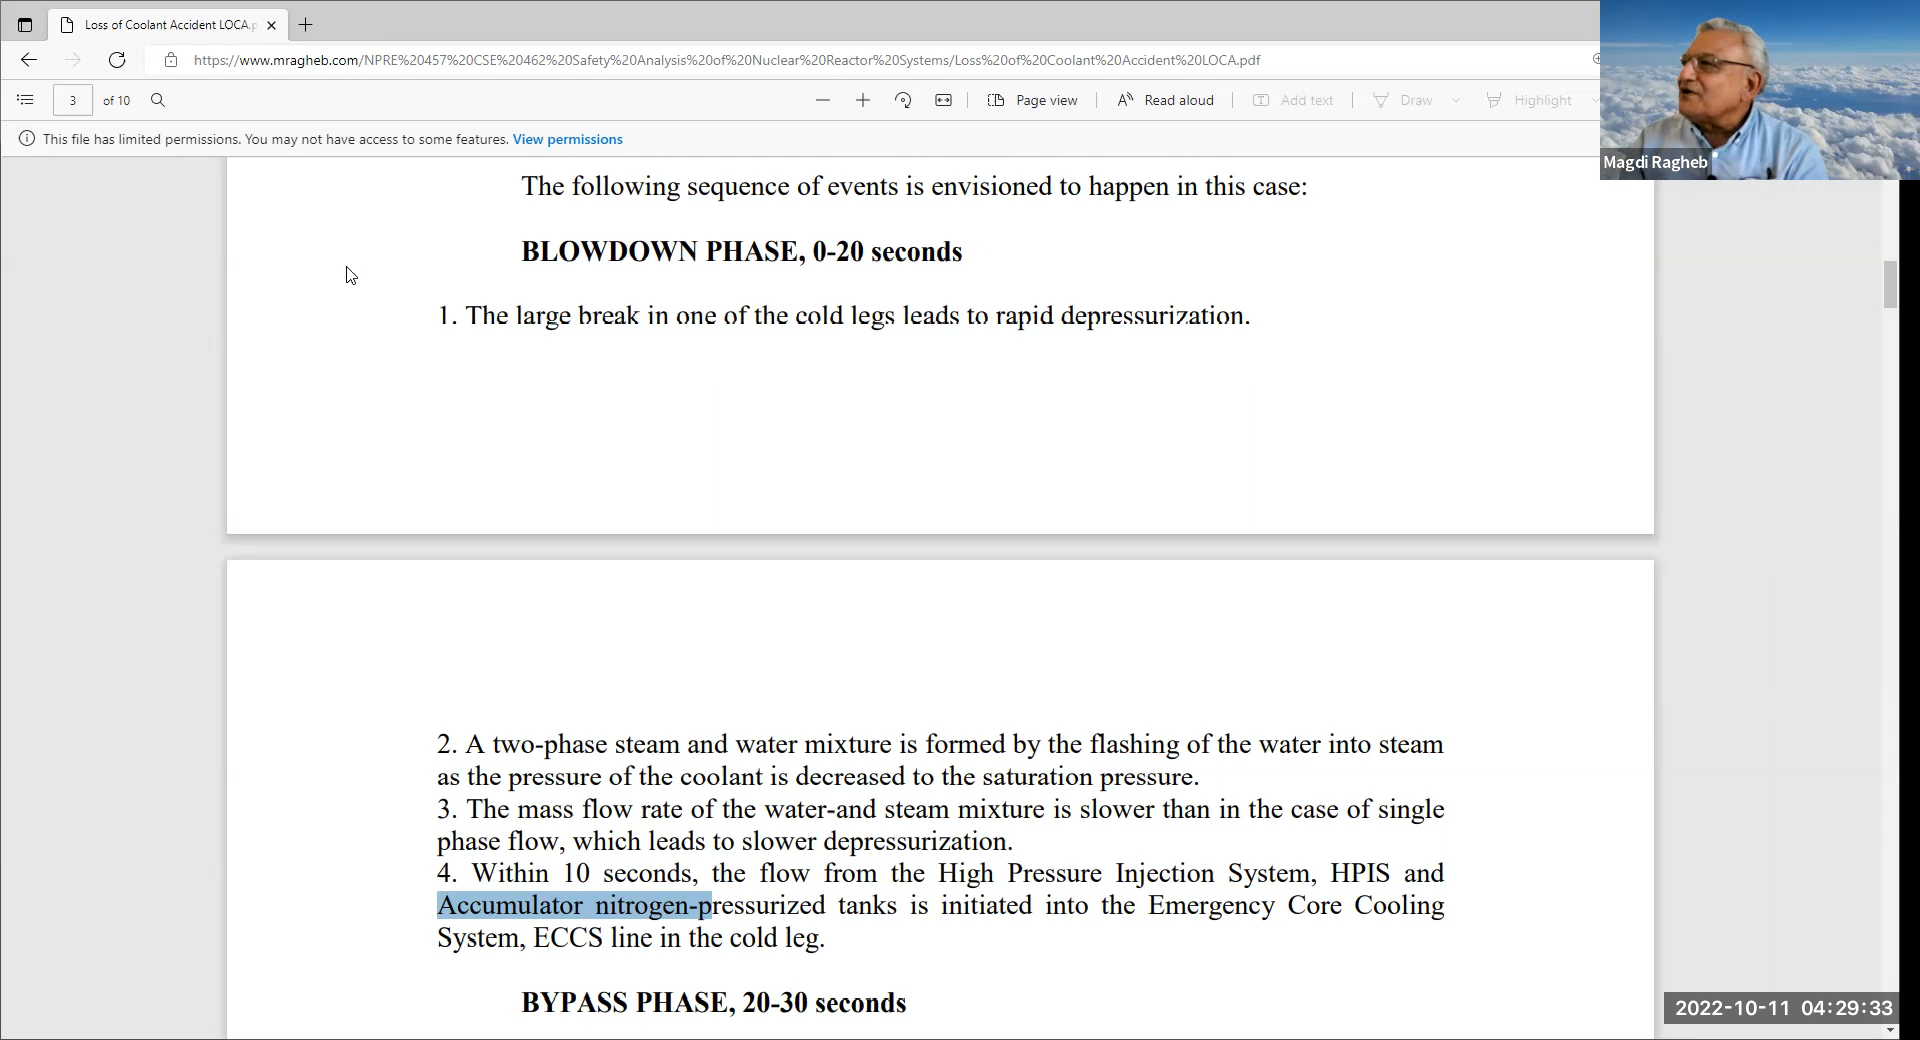 Loss of Coolant Accident LOCA.p
https://www.mragheb.com/NPRE%20457%20CSE%20462%20Safety%20Analysis%20of%20Nuclear%20Reactor%20Systems/Loss%20of%20Coolant%20Accident%20LOCA.pdf
3 of 10 Page view Read aloud Add text Draw Highlight
This file has limited permissions. You may not have access to some features. View permissions
Magdi Ragheb
The following sequence of events is envisioned to happen in this case:
BLOWDOWN PHASE, 0-20 seconds
1. The large break in one of the cold legs leads to rapid depressurization.
2. A two-phase steam and water mixture is formed by the flashing of the water into steam
as the pressure of the coolant is decreased to the saturation pressure.
3. The mass flow rate of the water-and steam mixture is slower than in the case of single
phase flow, which leads to slower depressurization.
4. Within 10 seconds, the flow from the High Pressure Injection System, HPIS and
Accumulator nitrogen-pressurized tanks is initiated into the Emergency Core Cooling
System, ECCS line in the cold leg.
BYPASS PHASE, 20-30 seconds
2022-10-11 04:29:33